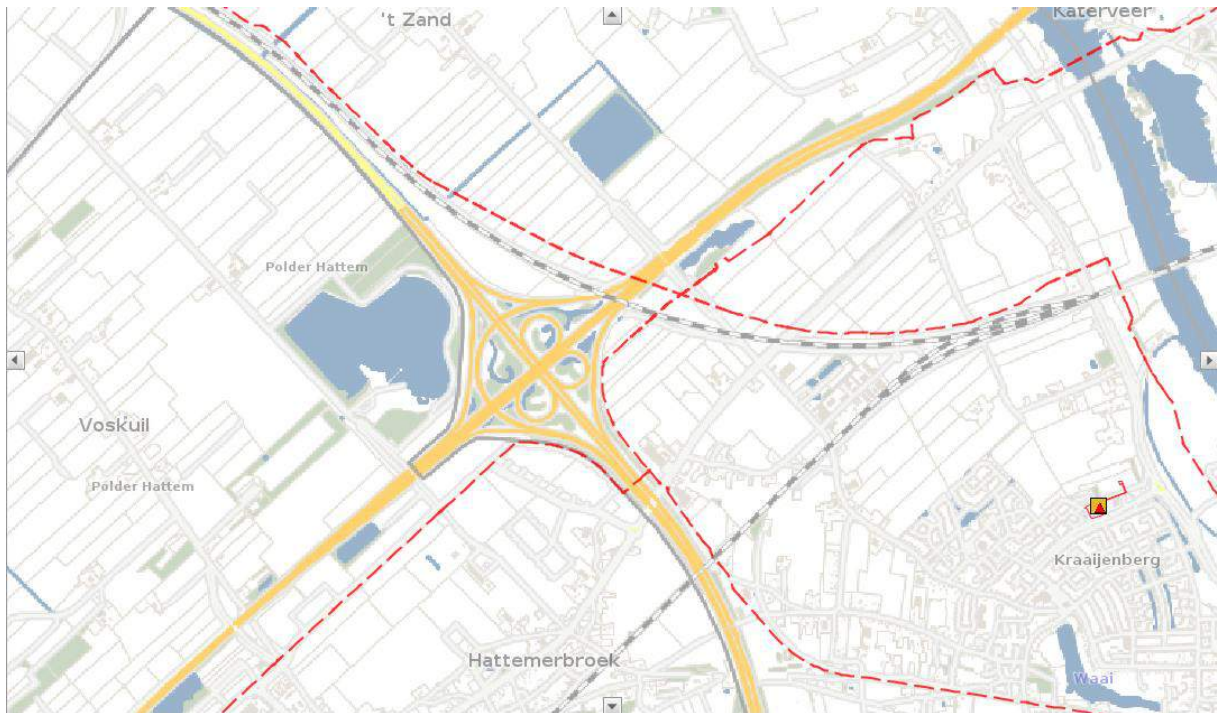 't Zand
Katerveer
Polder Hattem
Voskuil
Polder Hattem
Kraaijenberg
Hattemerbroek
Waai